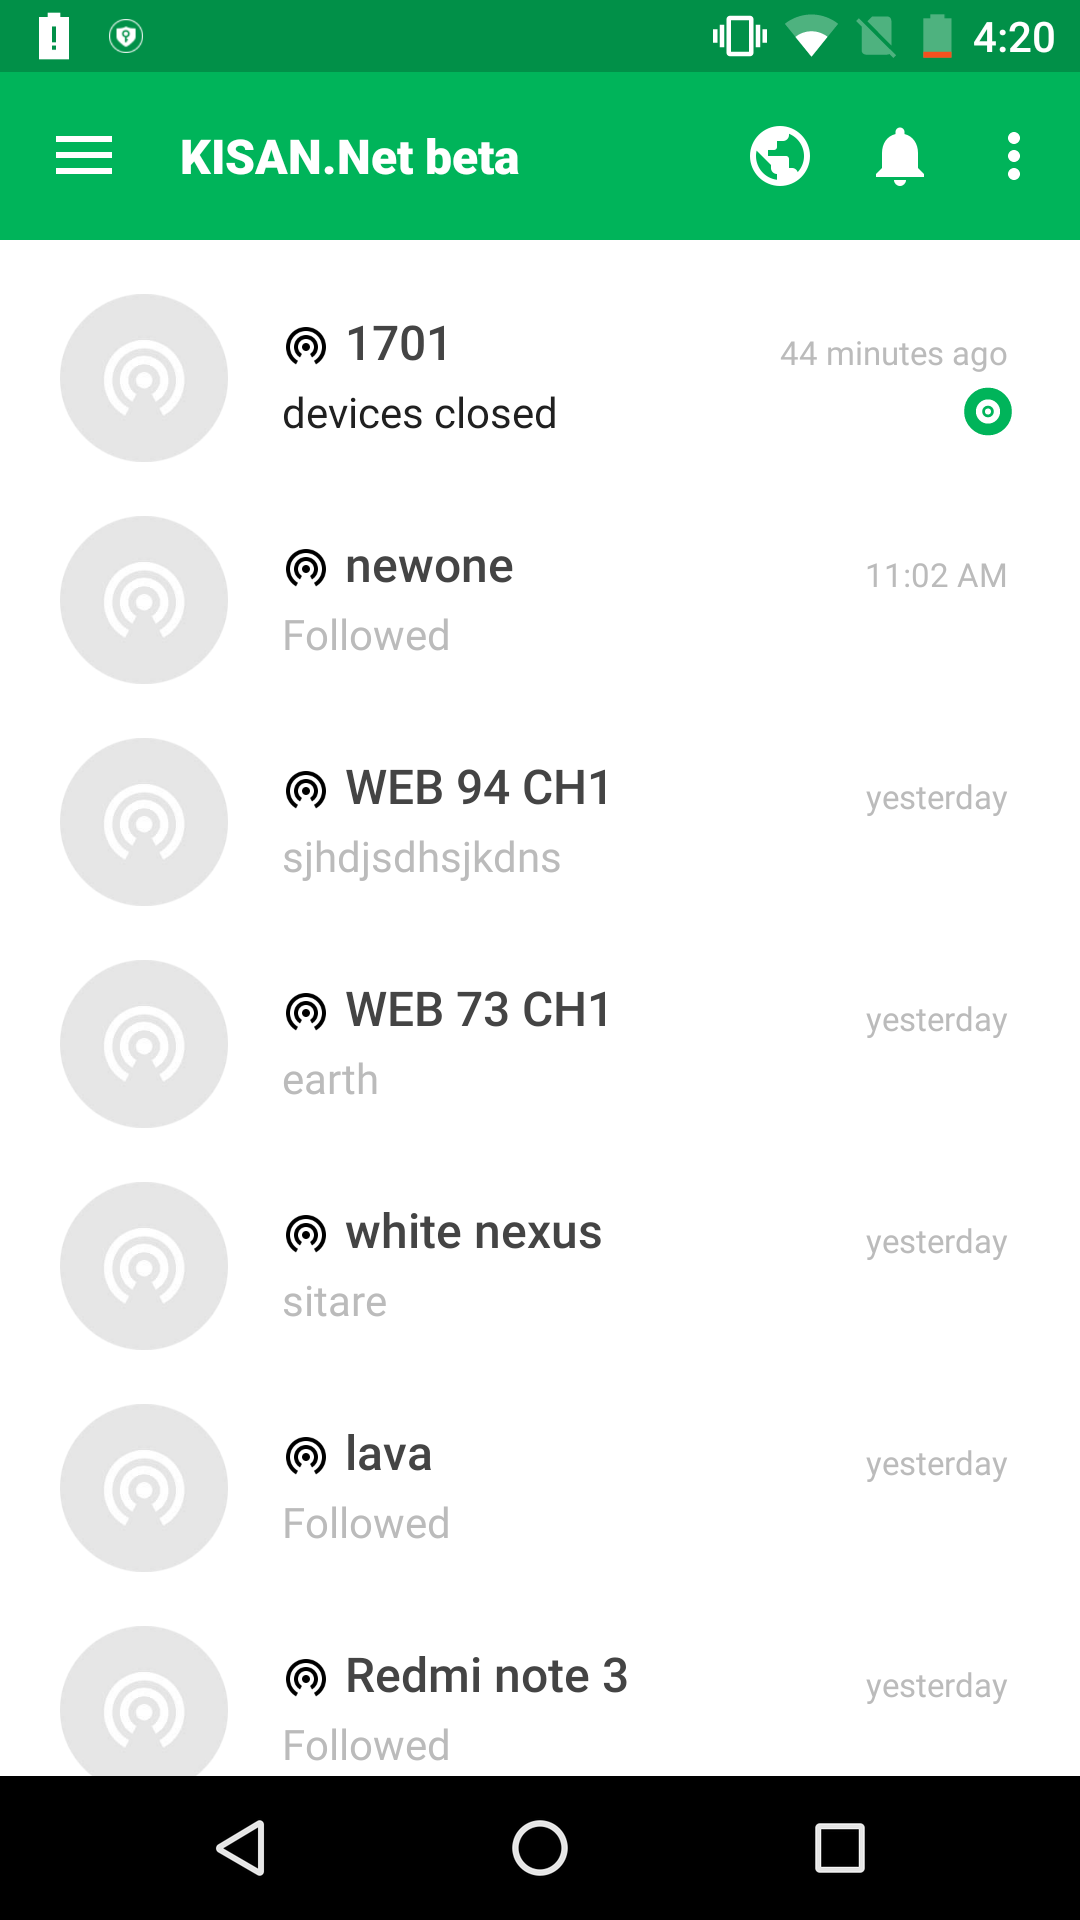 4:20
KISAN.Net beta
1701
44 minutes ago
devices closed
newone
11:02 AM
Followed
WEB 94 CH1
yesterday
sjhdjsdhsjkdns
WEB 73 CH1
yesterday
earth
white nexus
yesterday
sitare
lava
yesterday
Followed
Redmi note 3
yesterday
Followed